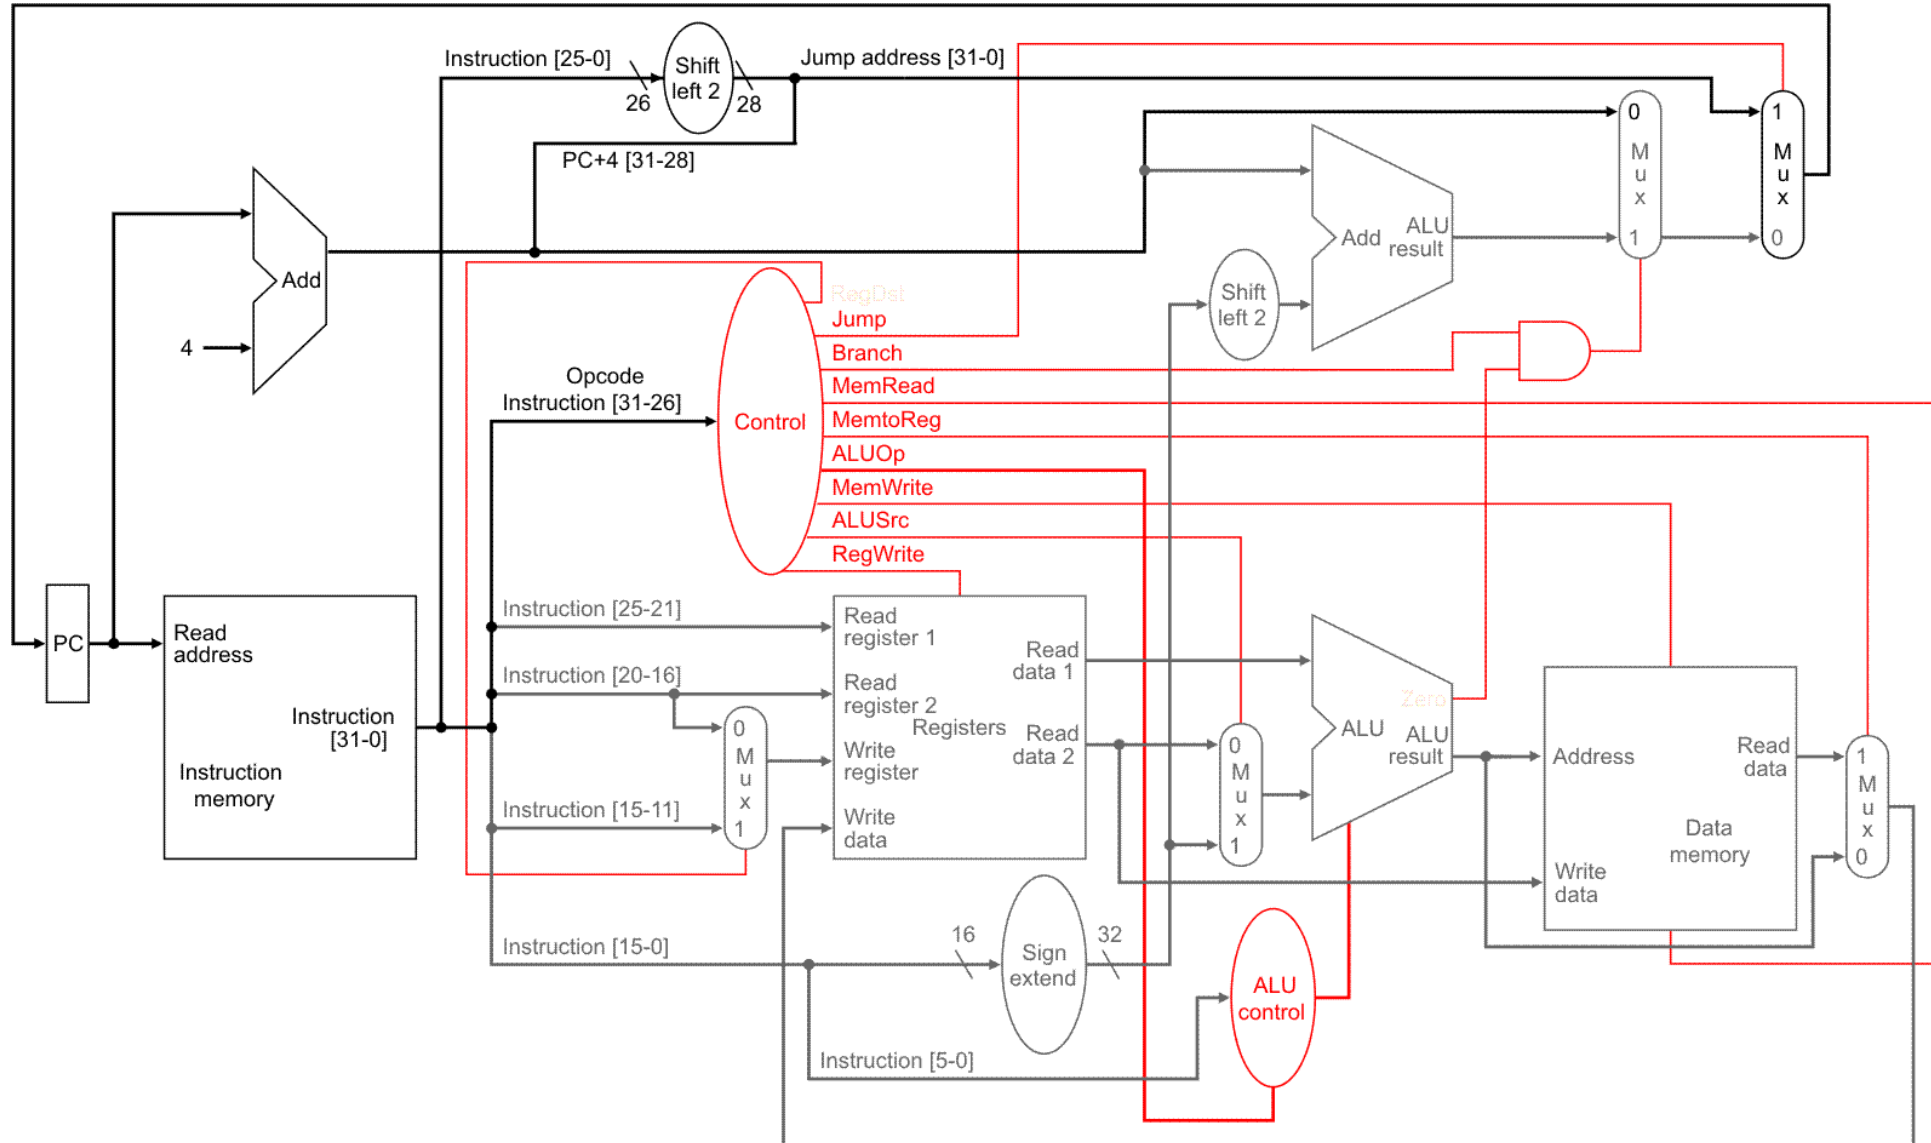 Instruction [25-0]
26
Shift
left 2
28
Jump address [31-0]
PC+4 [31-28]
0
M
u
x
1
1
M
u
x
0
Add
ALU
result
Add
4
Shift
left 2
RegDst
Jump
Branch
MemRead
MemtoReg
ALUOp
MemWrite
ALUSrc
RegWrite
Control
Opcode
Instruction [31-26]
PC
Read
address
Instruction
[31-0]
Instruction
memory
Instruction [25-21]
Instruction [20-16]
Instruction [15-11]
0
M
u
x
1
Read
register 1
Read
register 2
Registers
Write
register
Write
data
Read
data 1
Read
data 2
0
M
u
x
1
Zero
ALU
ALU
result
Address
Read
data
Data
memory
Write
data
1
M
u
x
0
Instruction [15-0]
16
Sign
extend
32
ALU
control
Instruction [5-0]